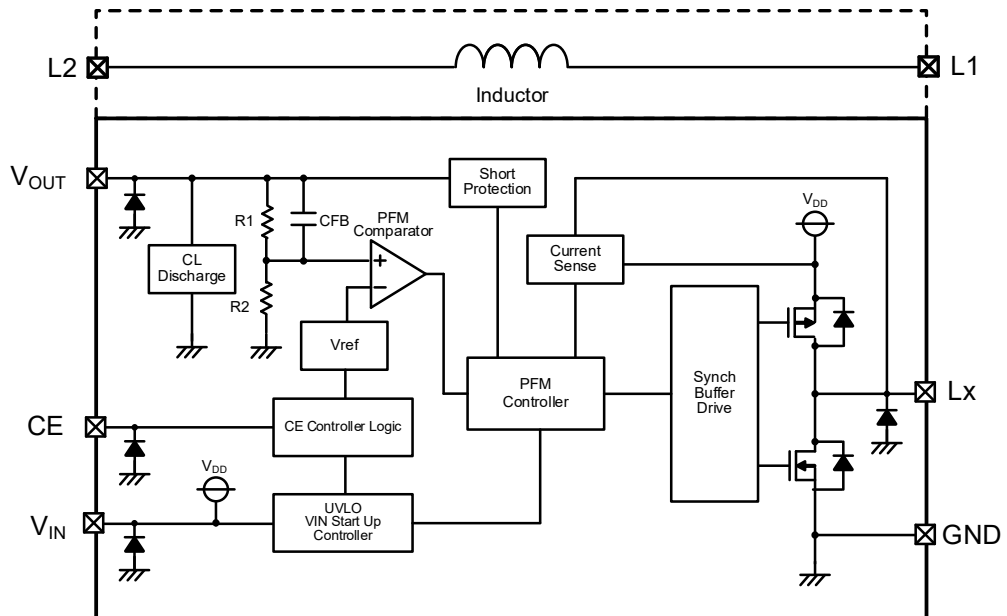 L2
L1
Inductor
VOUT
Short
Protection
VDD
R1
CFB
PFM
Comparator
CL
Discharge
Current
Sense
+
−
R2
Vref
Synch
Buffer
Drive
PFM
Controller
Lx
CE
CE Controller Logic
VDD
VIN
UVLO
VIN Start Up
Controller
GND